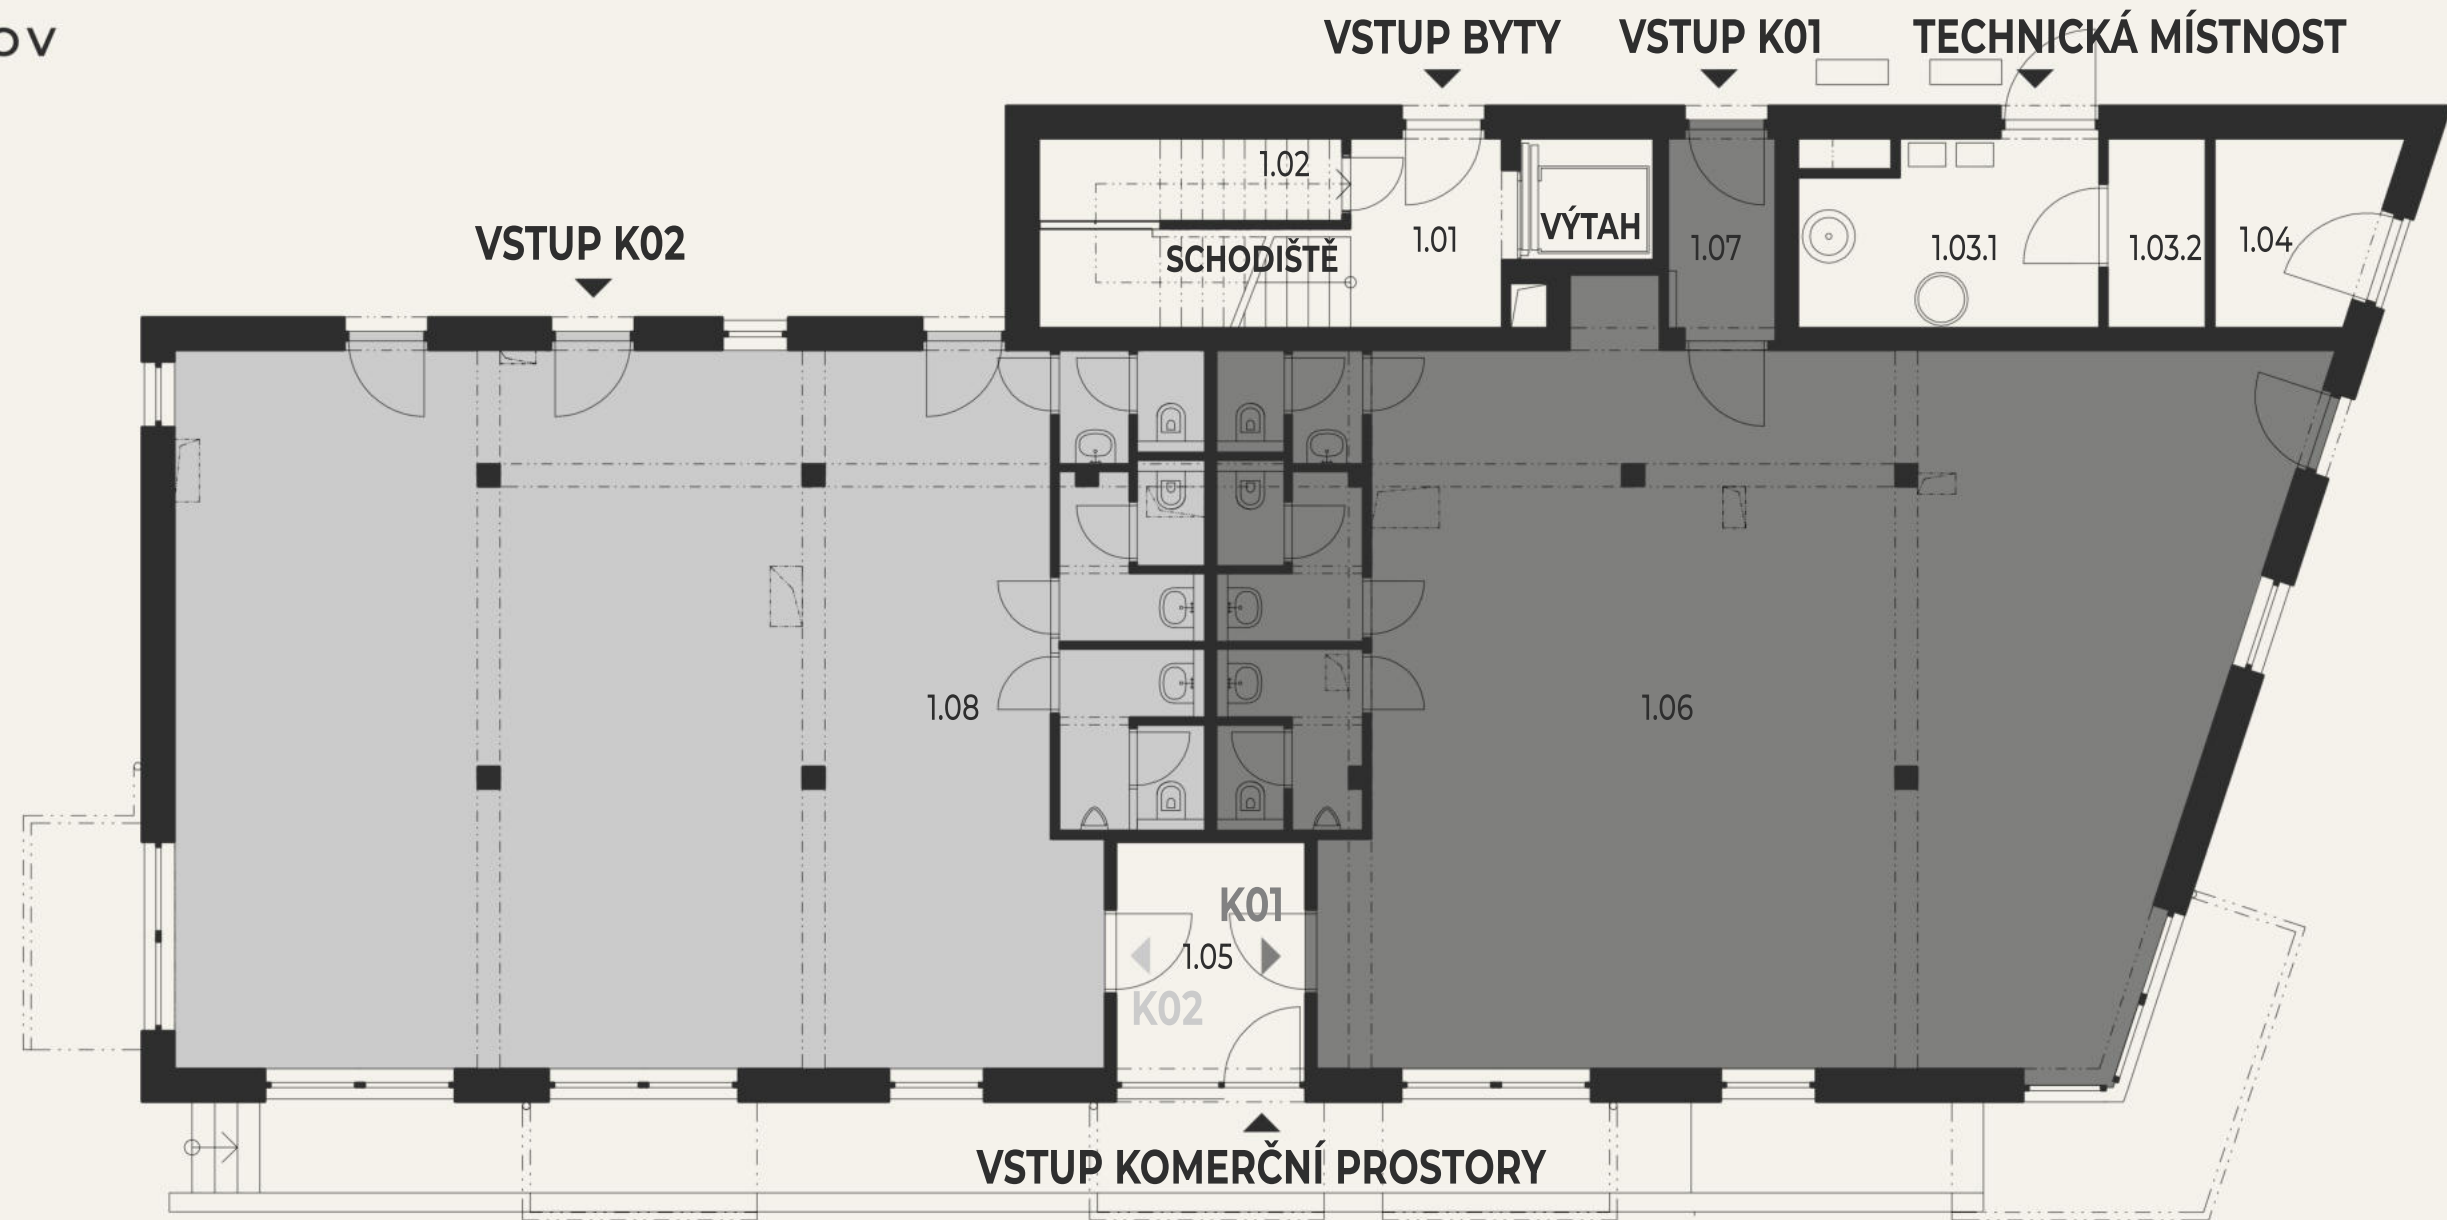 OV
VSTUP BYTY
VSTUP K01
TECHNICKÁ MÍSTNOST
VSTUP K02
1.02
SCHODIŠTĚ
1.01
VÝTAH
1.07
1.03.1
1.03.2
1.04
1.08
1.06
K01
1.05
K02
VSTUP KOMERČNÍ PROSTORY